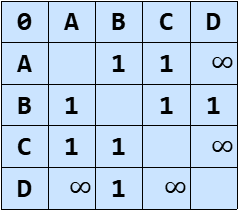 0 A B C D
A 1 1 ∞
B 1 1 1
C 1 1 ∞
D ∞ 1 ∞